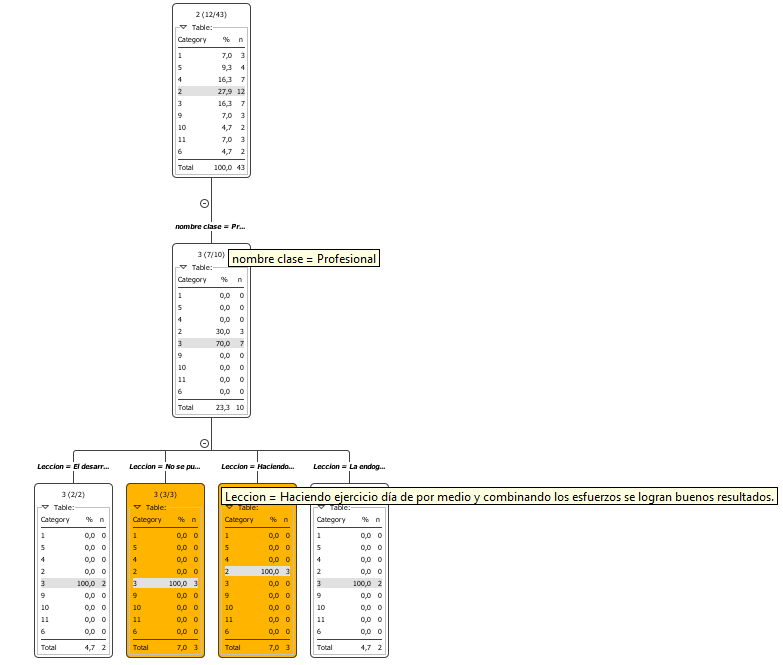 2 (12/43)
Table:
Category % n
1 7,0 3
5 9,3 4
4 16,3 7
2 27,9 12
3 16,3 7
9 7,0 3
10 4,7 2
11 7,0 3
6 4,7 2
Total 100,0 43
nombre clase = Pr...
3 (7/10)
nombre clase = Profesional
Table:
Category % n
1 0,0 0
5 0,0 0
4 0,0 0
2 30,0 3
3 70,0 7
9 0,0 0
10 0,0 0
11 0,0 0
6 0,0 0
Total 23,3 10
Leccion = El desarr...
3 (2/2)
Table:
Category % n
1 0,0 0
5 0,0 0
4 0,0 0
2 0,0 0
3 100,0 2
9 0,0 0
10 0,0 0
11 0,0 0
6 0,0 0
Total 4,7 2
Leccion = No se pu...
3 (3/3)
Table:
Category % n
1 0,0 0
5 0,0 0
4 0,0 0
2 0,0 0
3 100,0 3
9 0,0 0
10 0,0 0
11 0,0 0
6 0,0 0
Total 7,0 3
Leccion = Haciendo...
Leccion = Haciendo ejercicio día de por medio y combinando los esfuerzos se logran buenos resultados.
Table:
Category % n
1 0,0 0
5 0,0 0
4 0,0 0
2 100,0 3
3 0,0 0
9 0,0 0
10 0,0 0
11 0,0 0
6 0,0 0
Total 7,0 3
Leccion = La endog...
Table:
Category % n
1 0,0 0
5 0,0 0
4 0,0 0
2 0,0 0
3 100,0 2
9 0,0 0
10 0,0 0
11 0,0 0
6 0,0 0
Total 4,7 2